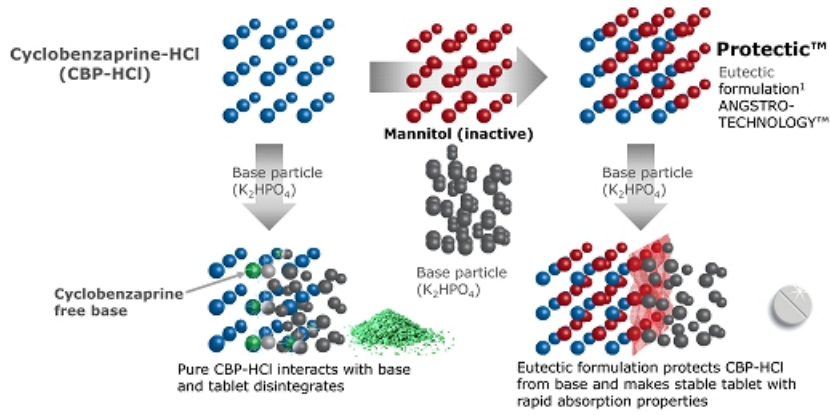 Cyclobenzaprine-HCl
(CBP-HCl)
Mannitol (inactive)
Protectic™
Eutectic
formulation¹
ANGSTRO-
TECHNOLOGY™
Base particle
(K₂HPO₄)
Base particle
(K₂HPO₄)
Base particle
(K₂HPO₄)
Cyclobenzaprine
free base
Pure CBP-HCl interacts with base
and tablet disintegrates
Eutectic formulation protects CBP-HCl
from base and makes stable tablet with
rapid absorption properties